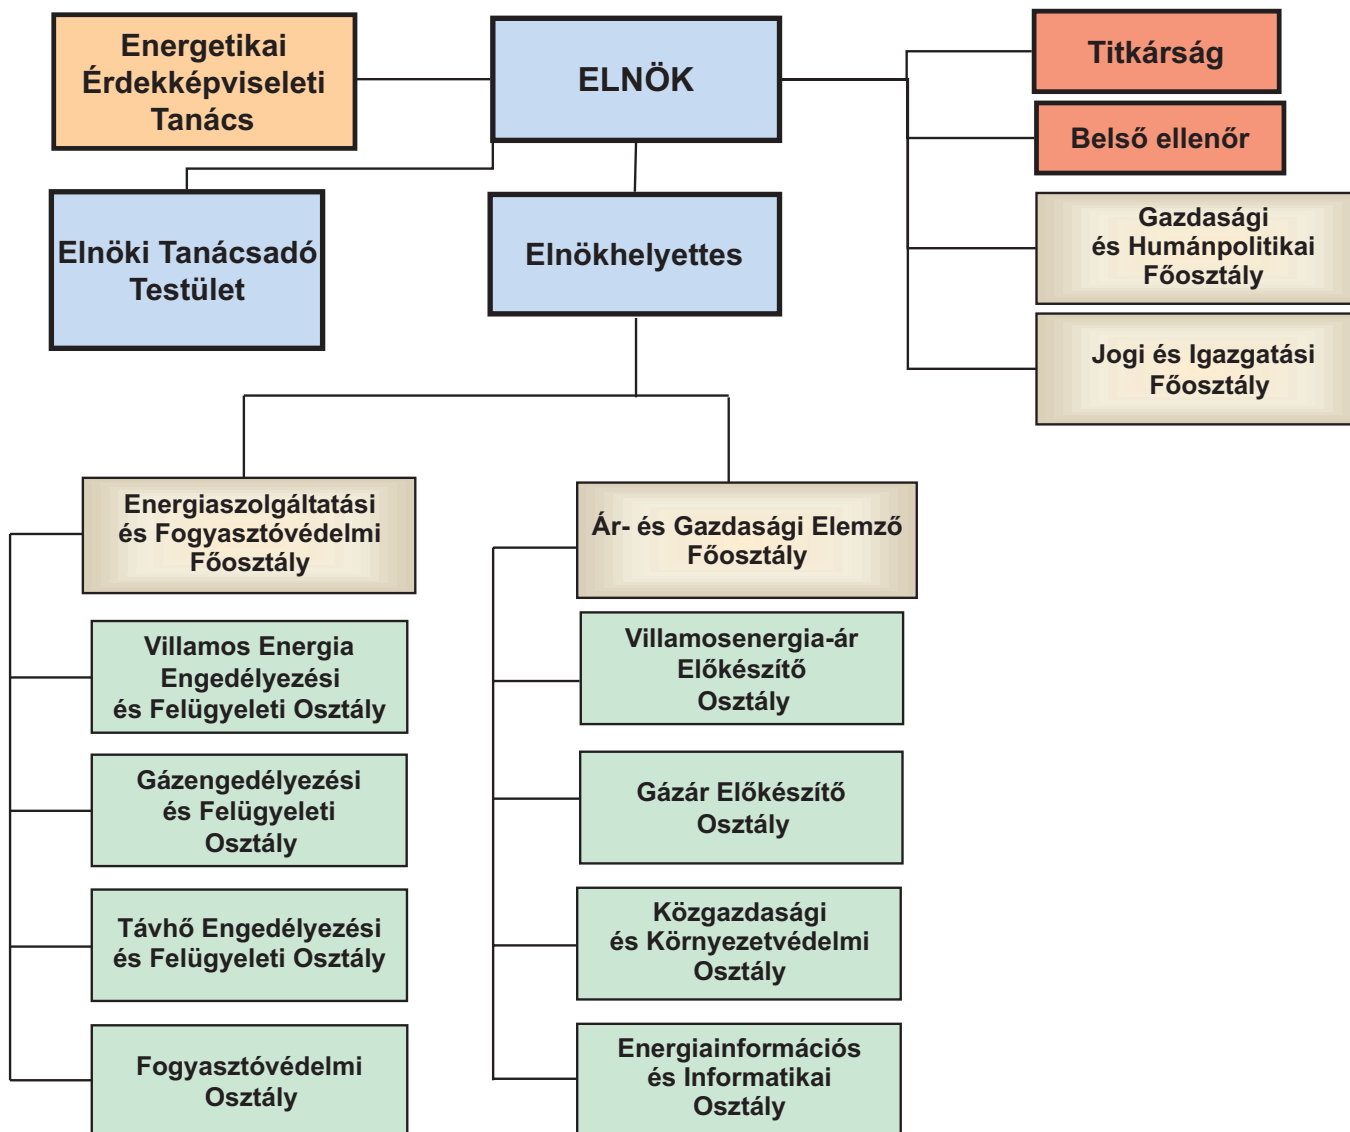 Energetikai
Érdekképviseleti
Tanács
ELNÖK
Titkárság
Belső ellenőr
Elnöki Tanácsadó
Testület
Elnökhelyettes
Gazdasági
és Humánpolitikai
Főosztály
Jogi és Igazgatási
Főosztály
Energiaszolgáltatási
és Fogyasztóvédelmi
Főosztály
Villamos Energia
Engedélyezési
és Felügyeleti Osztály
Gázengedélyezési
és Felügyeleti
Osztály
Távhő Engedélyezési
és Felügyeleti Osztály
Fogyasztóvédelmi
Osztály
Ár- és Gazdasági Elemző
Főosztály
Villamosenergia-ár
Előkészítő
Osztály
Gázár Előkészítő
Osztály
Közgazdasági
és Környezetvédelmi
Osztály
Energiainformációs
és Informatikai
Osztály